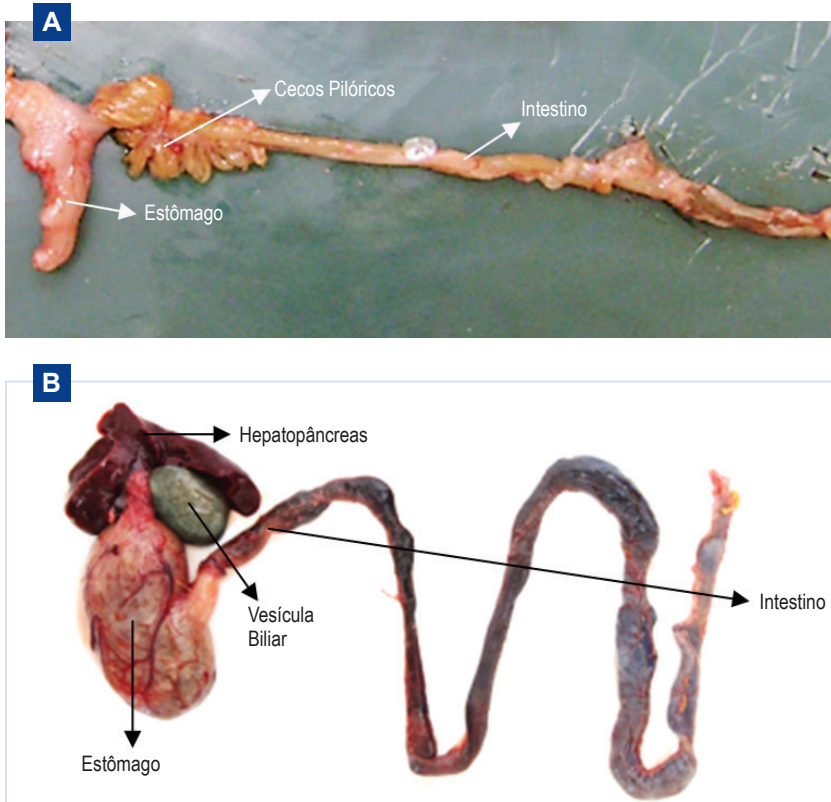 A
Cecos Pilóricos
Intestino
Estômago
B
Hepatopâncreas
Vesícula
Biliar
Intestino
Estômago